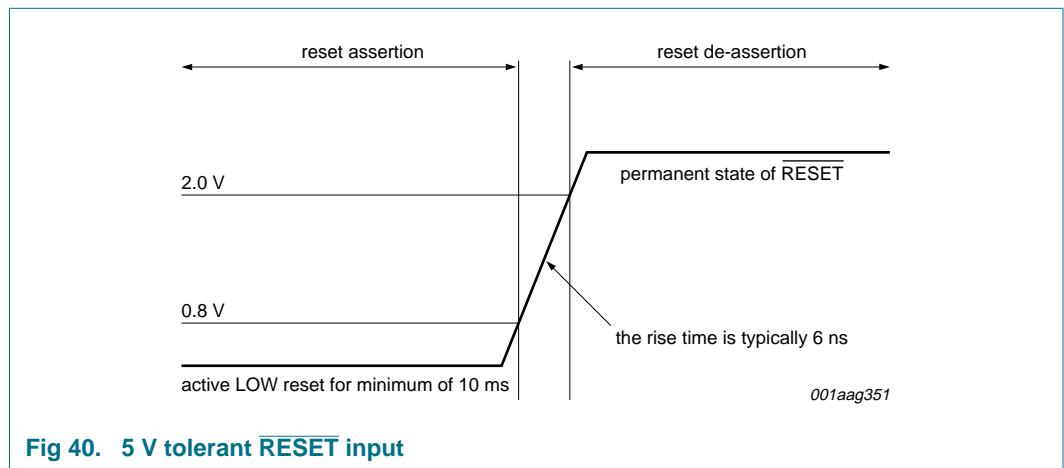 reset assertion
reset de-assertion
permanent state of RESET
2.0 V
0.8 V
the rise time is typically 6 ns
active LOW reset for minimum of 10 ms
001aag351
Fig 40. 5 V tolerant RESET input